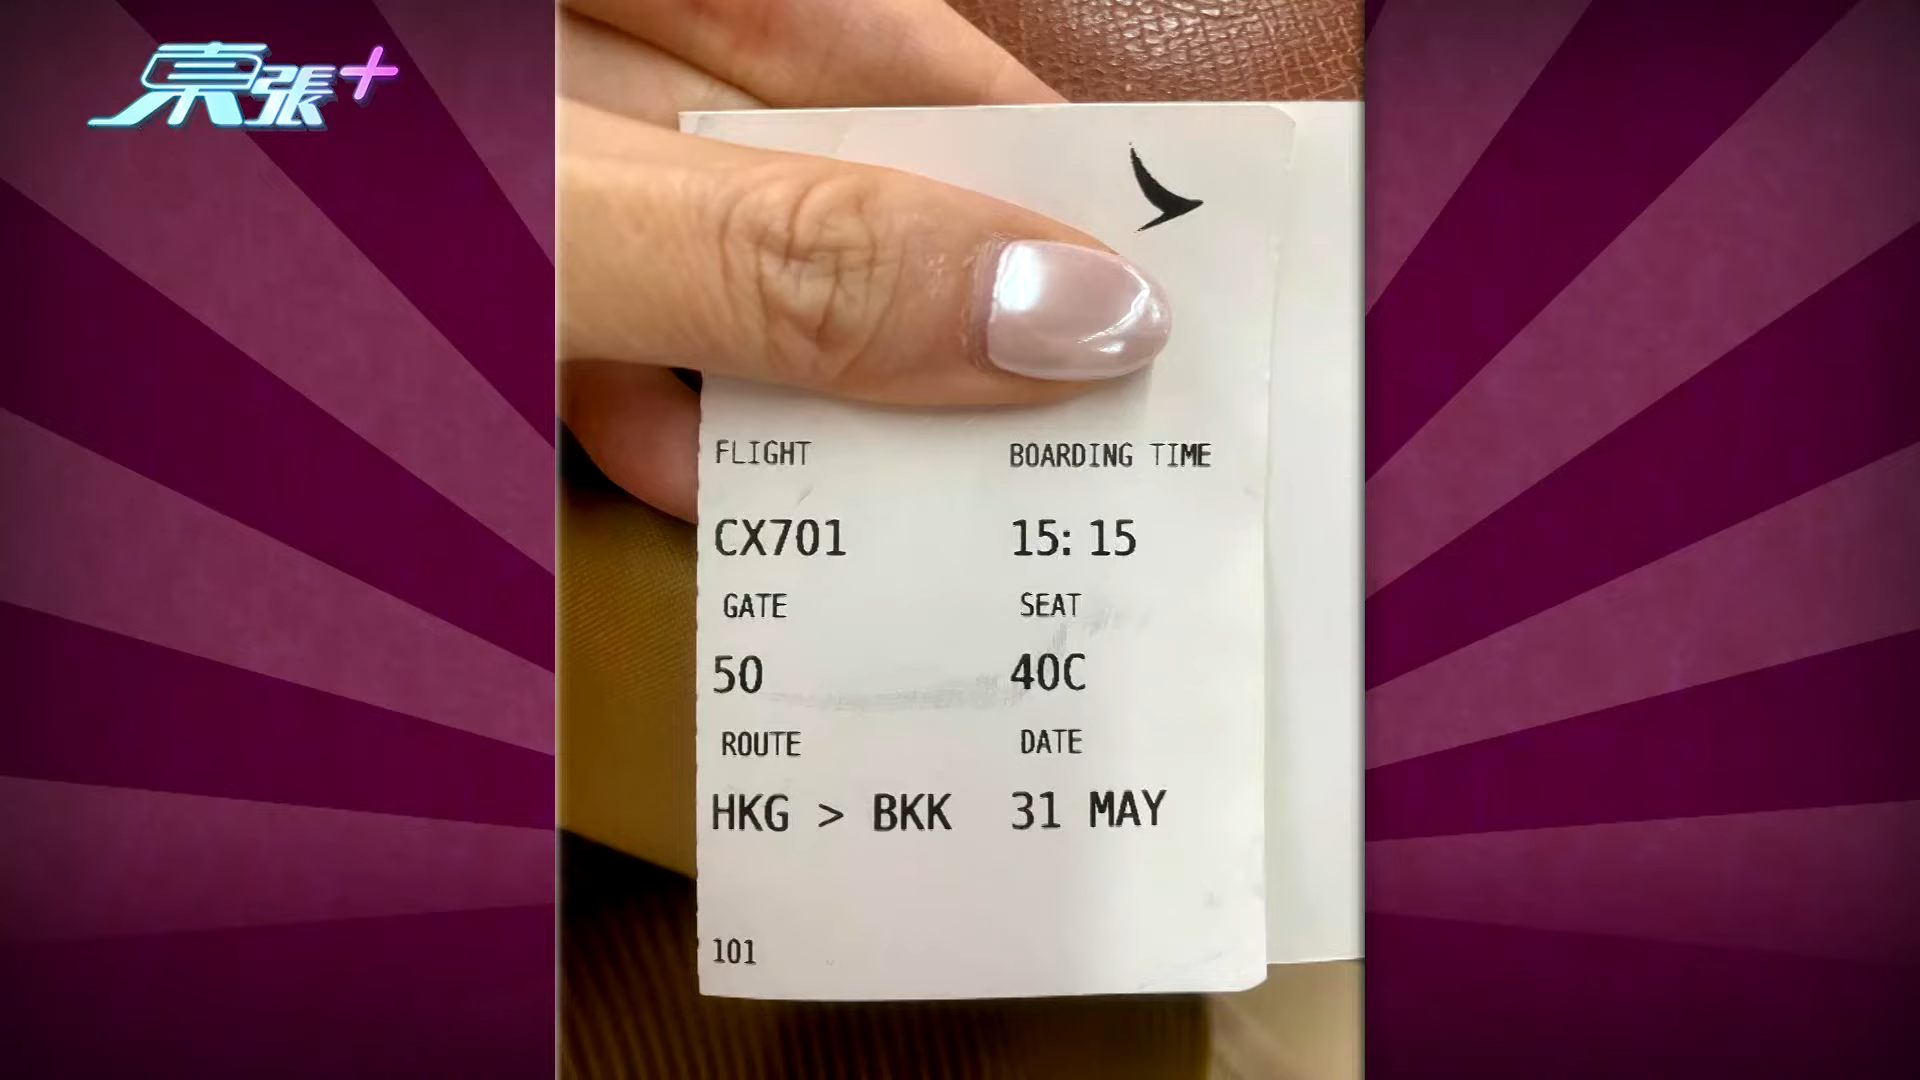 東張+
FLIGHT BOARDING TIME
CX701 15:15
GATE SEAT
50 40C
ROUTE DATE
HKG > BKK 31 MAY
101